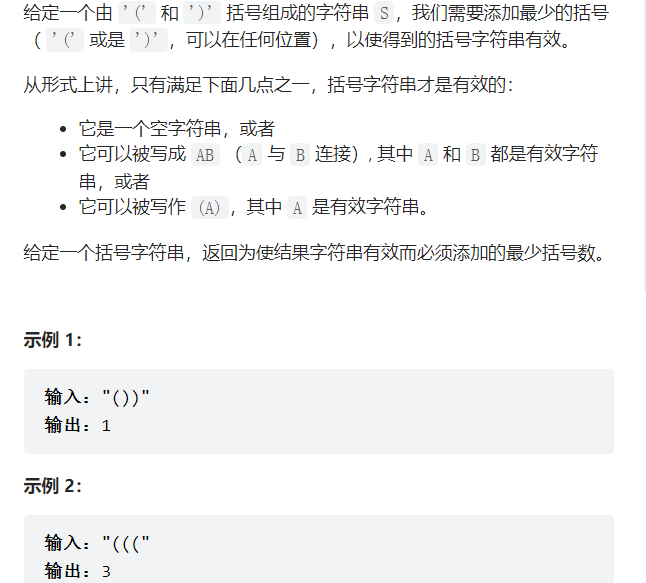 给定一个由 '(' 和 ')' 括号组成的字符串 S，我们需要添加最少的括号
（ '(' 或是 ')'，可以在任何位置），以使得到的括号字符串有效。
从形式上讲，只有满足下面几点之一，括号字符串才是有效的：
• 它是一个空字符串，或者
• 它可以被写成 AB （A 与 B 连接）, 其中 A 和 B 都是有效字符
串，或者
• 它可以被写作 (A)，其中 A 是有效字符串。
给定一个括号字符串，返回为使结果字符串有效而必须添加的最少括号数。
示例 1：
输入："())"
输出：1
示例 2：
输入："((("
输出：3